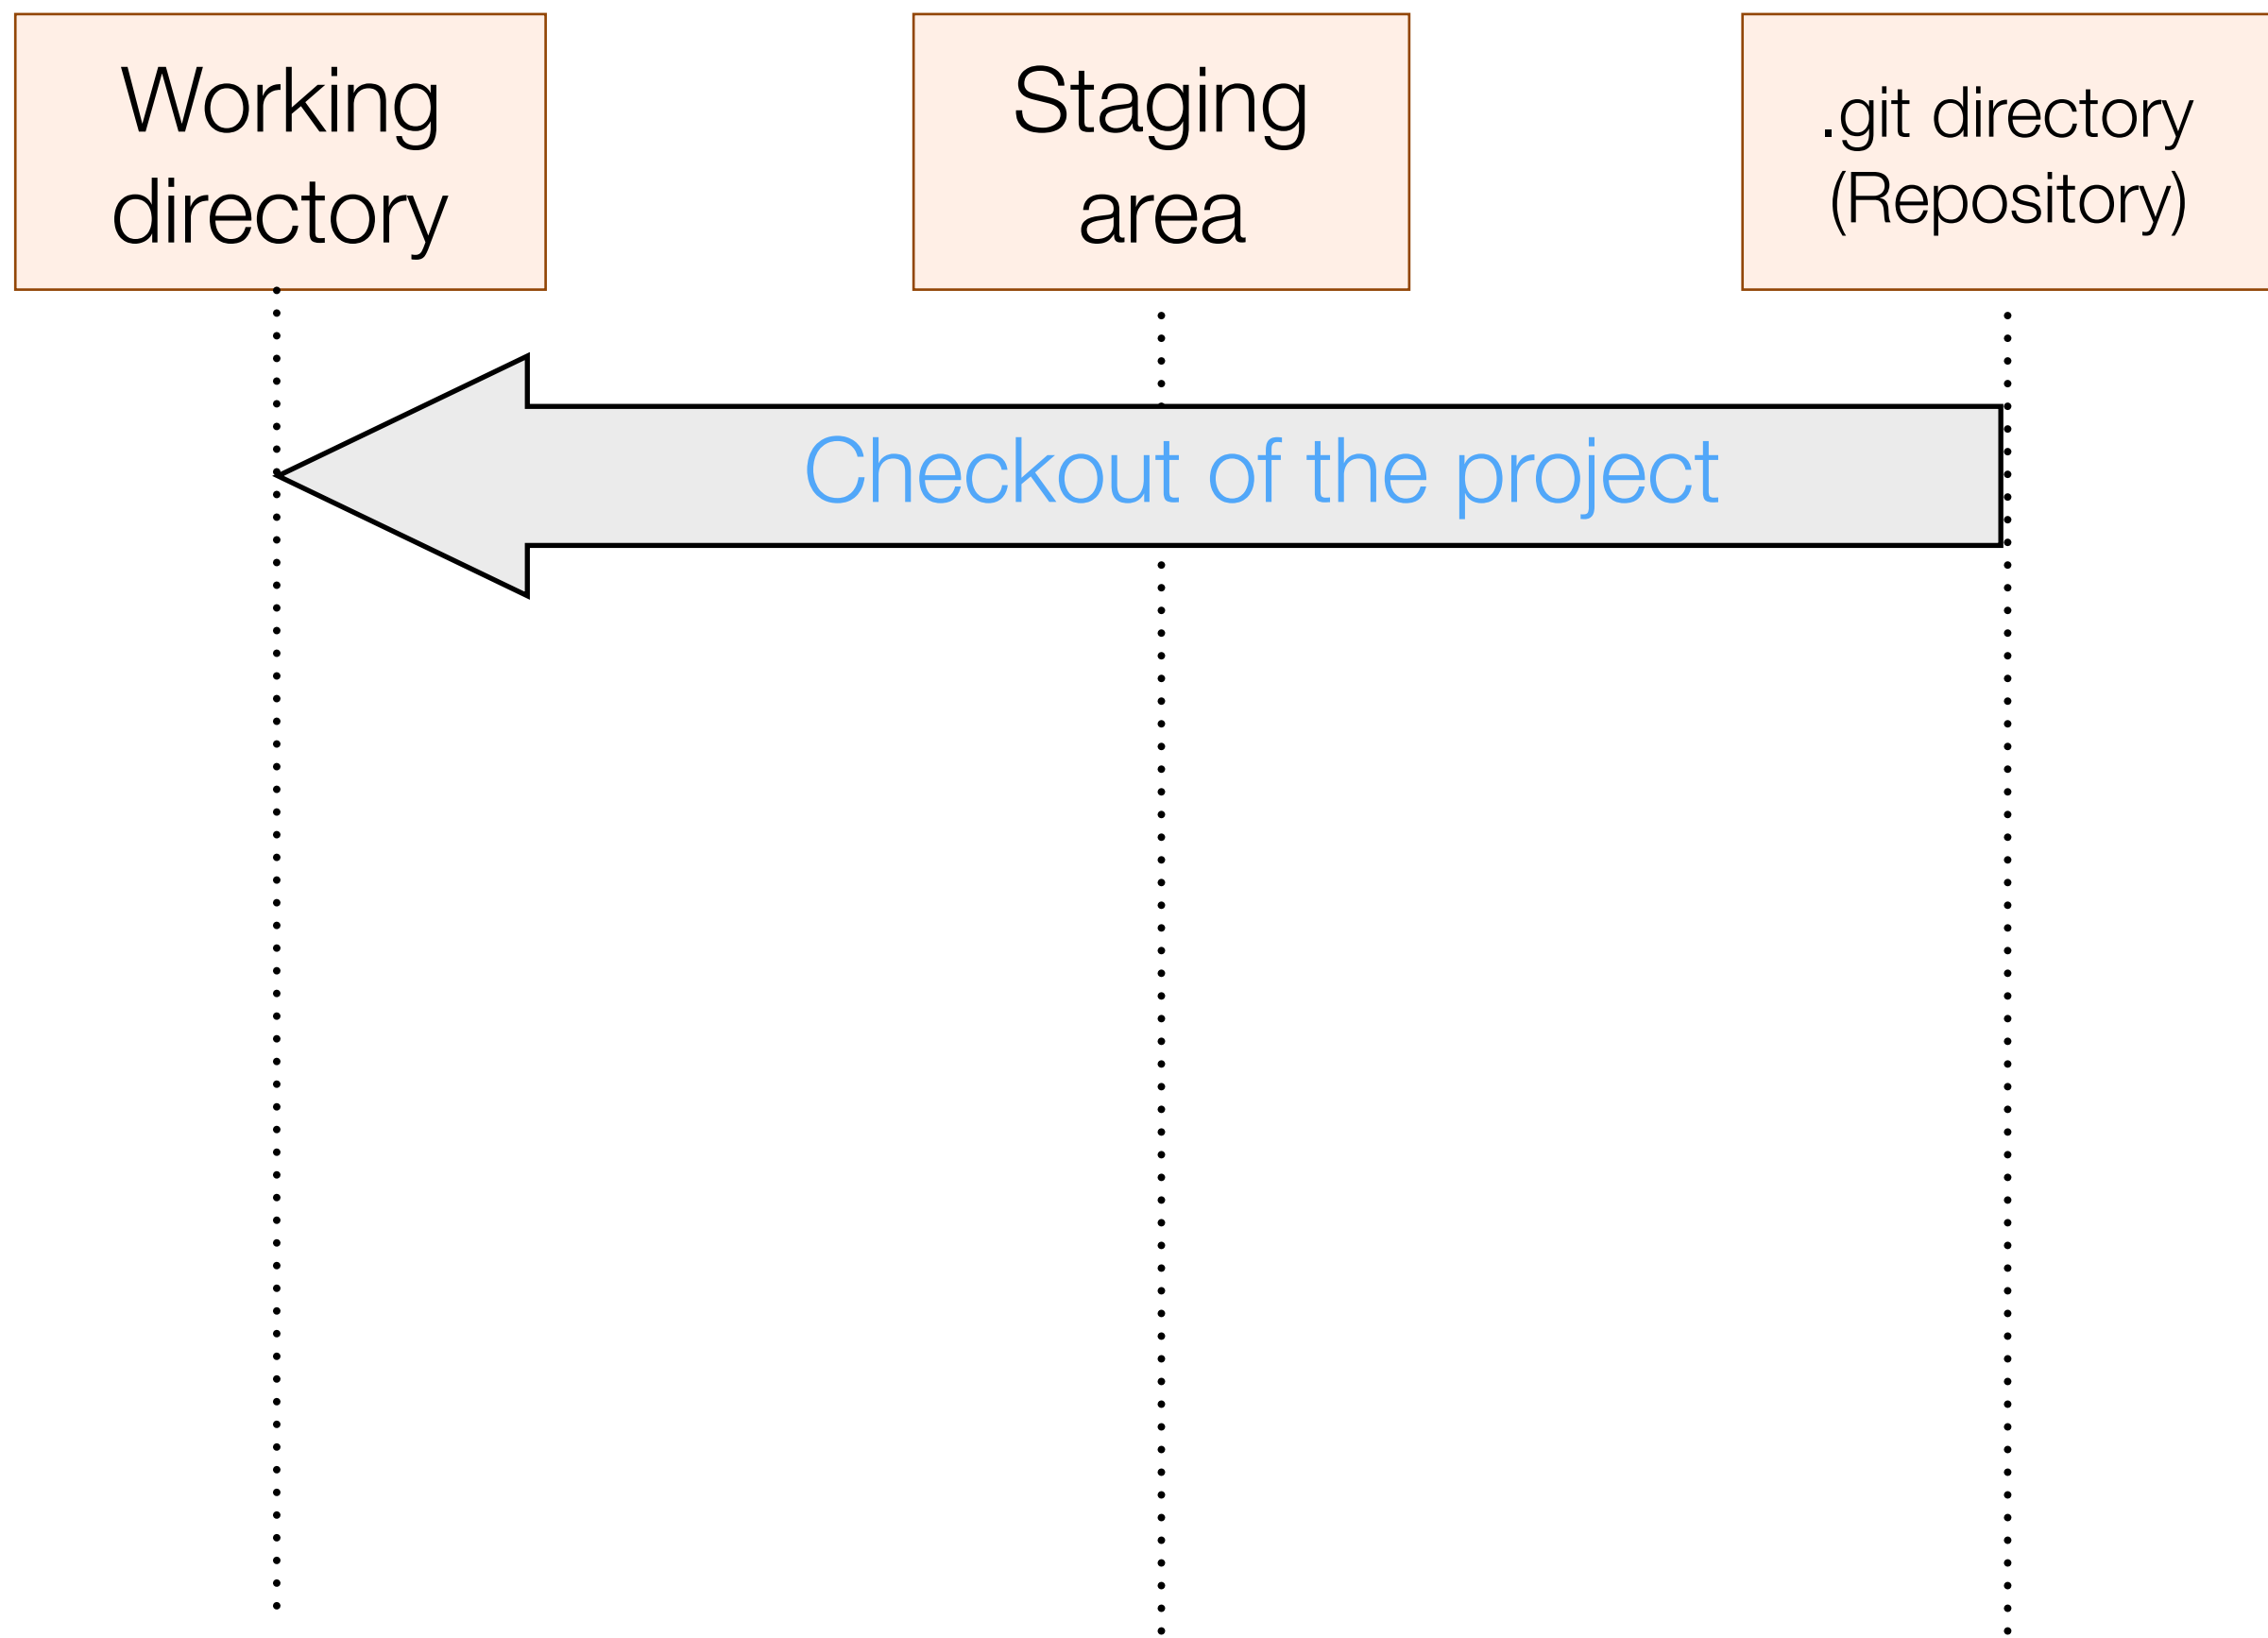 Working
directory
Staging
area
.git directory
(Repository)
Checkout of the project